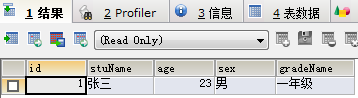 1 结果 2 Profiler 3 信息 4 表数据
(Read Only)
id stuName age sex gradeName
1 张三 23 男 一年级